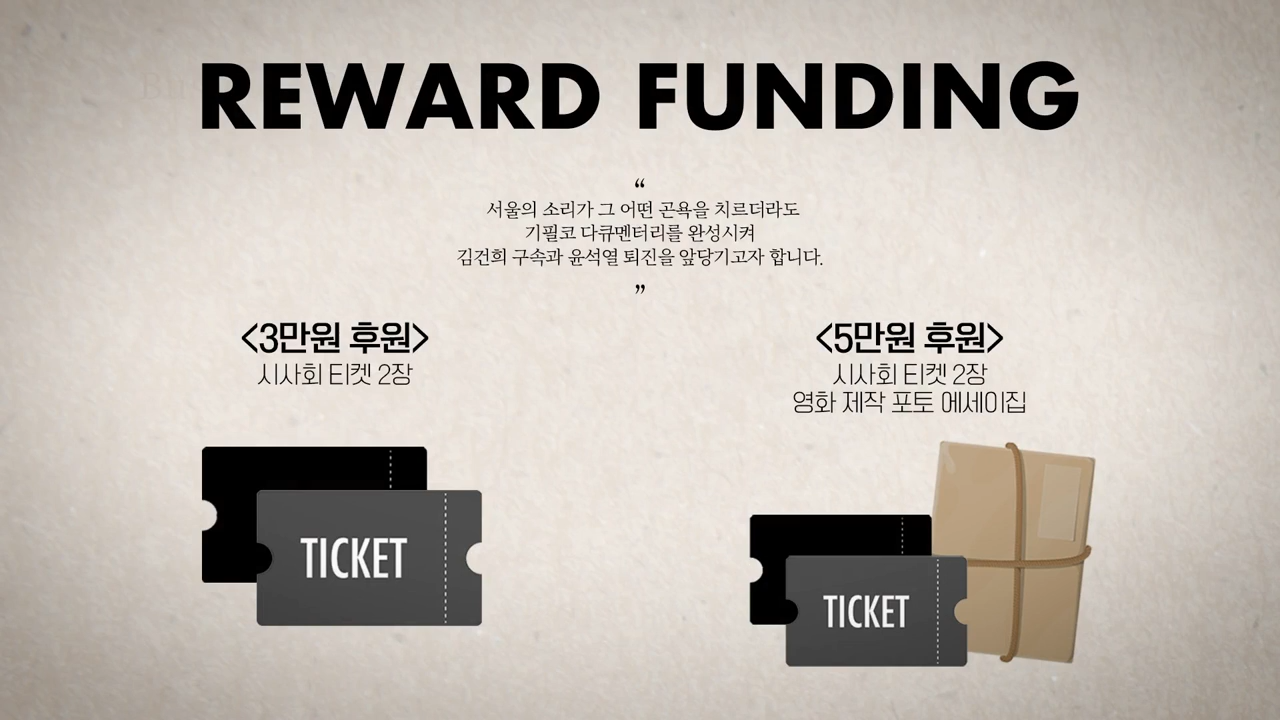 REWARD FUNDING
“
서울의 소리가 그 어떤 곤욕을 치르더라도
기필코 다큐멘터리를 완성시켜
김건희 구속과 윤석열 퇴진을 앞당기고자 합니다.
”
<3만원 후원>
시사회 티켓 2장
<5만원 후원>
시사회 티켓 2장
영화 제작 포토 에세이집
TICKET
TICKET